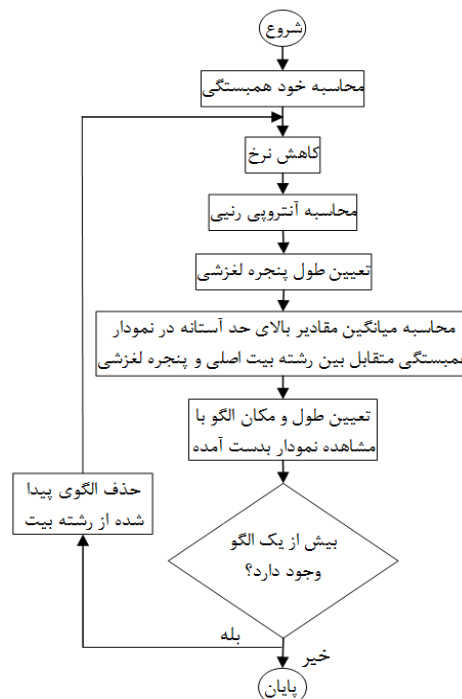 شروع
محاسبه خود همبستگی
کاهش نرخ
محاسبه آنتروپی رنیی
تعیین طول پنجره لغزشی
محاسبه میانگین مقادیر بالای حد آستانه در نمودار
همبستگی متقابل بین رشته بیت اصلی و پنجره لغزشی
تعیین طول و مکان الگو با
مشاهده نمودار بدست آمده
حذف الگوی پیدا
شده از رشته بیت
بیش از یک الگو
وجود دارد؟
بله
خیر
پایان